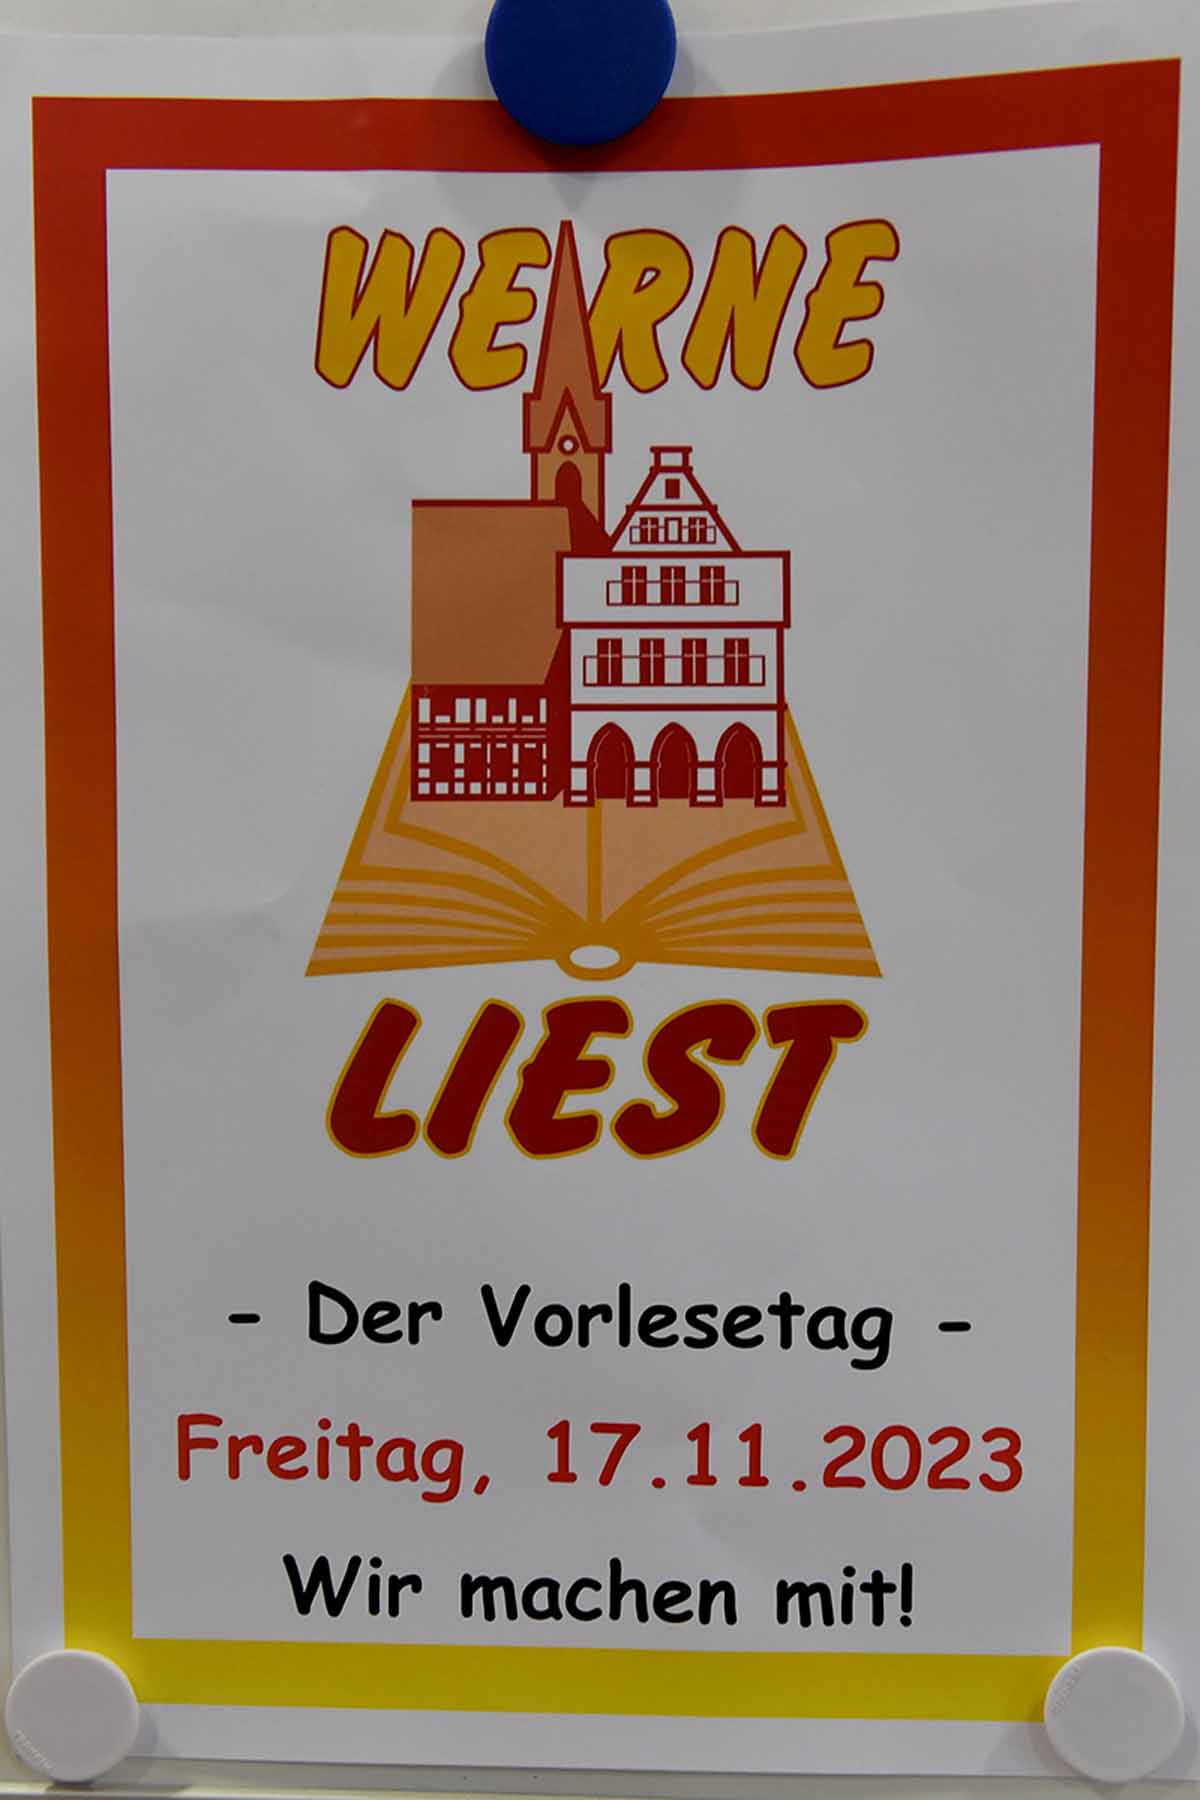 WERNE
LIEST
- Der Vorlesetag -
Freitag, 17.11.2023
Wir machen mit!